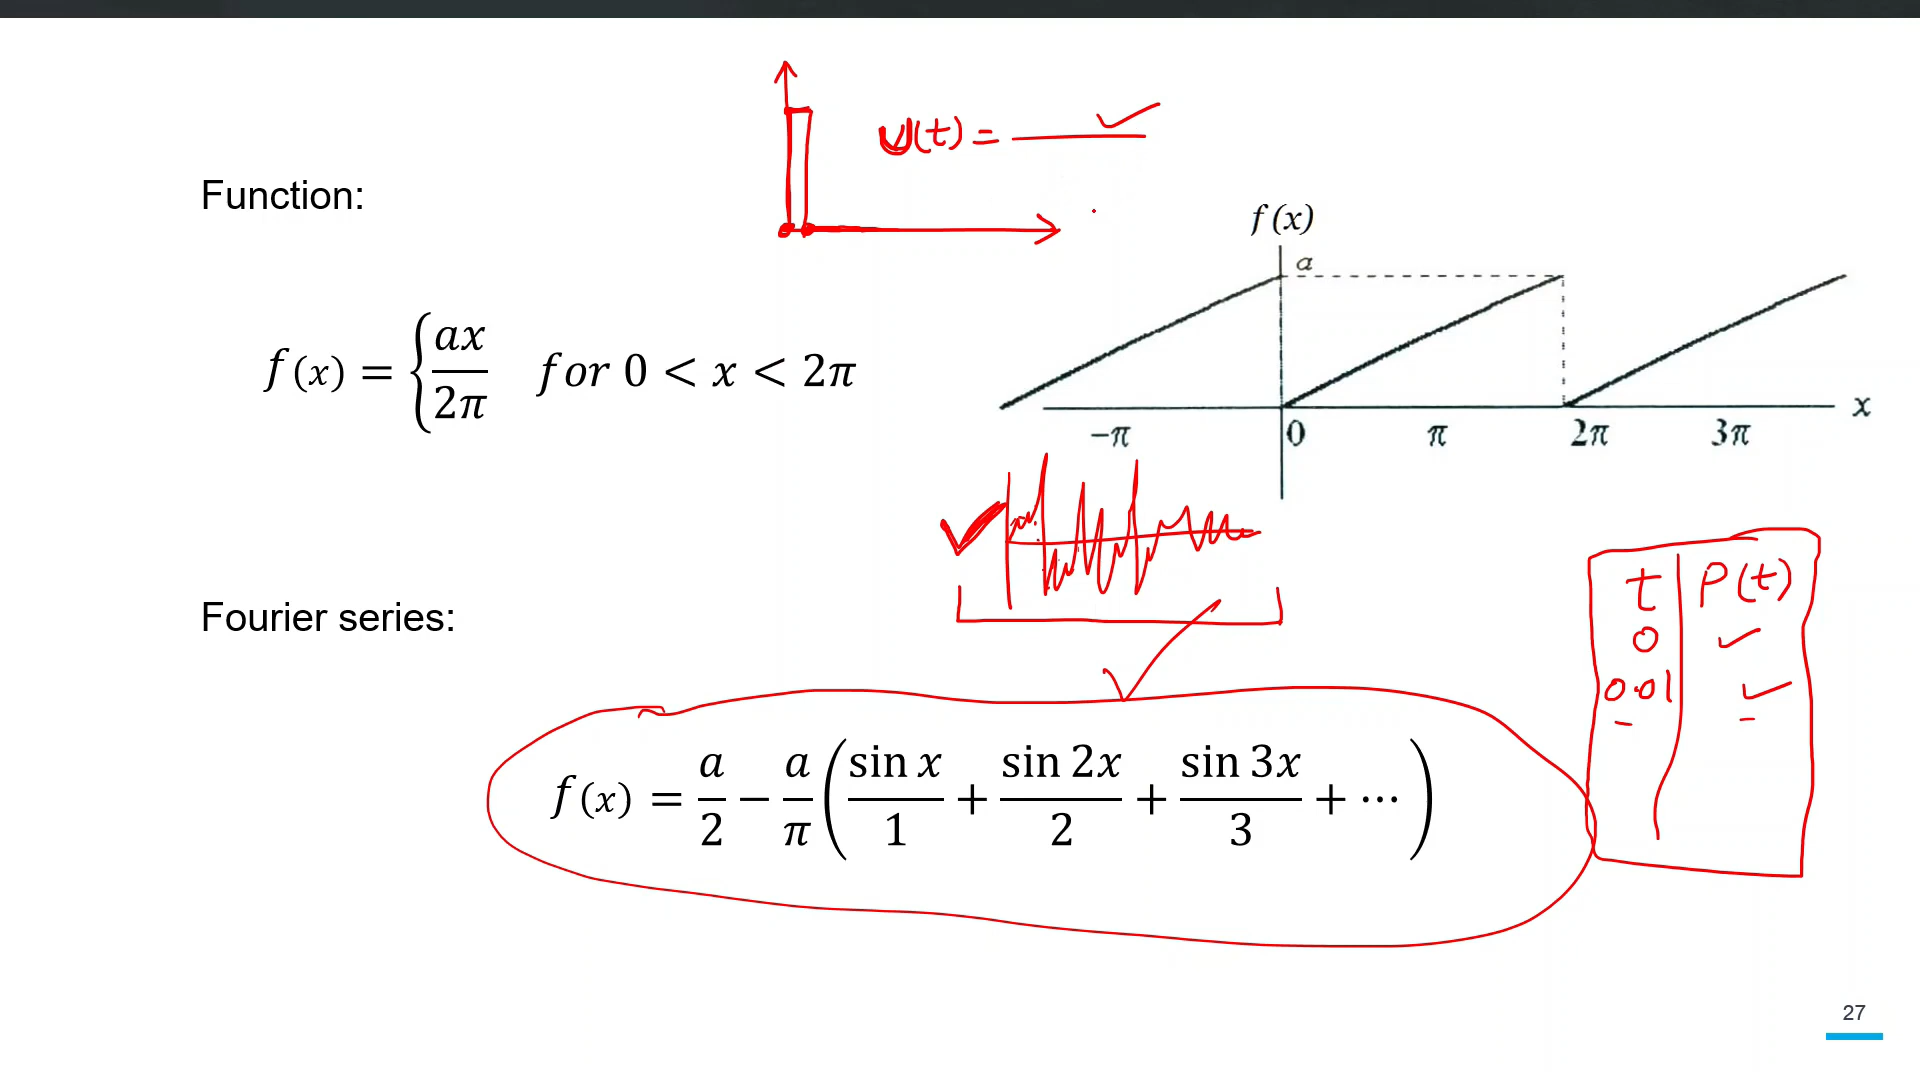 u(t) =
Function:
f(x)
a
f(x) = { ax/2π for 0 < x < 2π
x
−π 0 π 2π 3π
t P(t)
0
0.01
Fourier series:
f(x) = a/2 − a/π ( sin x/1 + sin 2x/2 + sin 3x/3 + ⋯ )
27